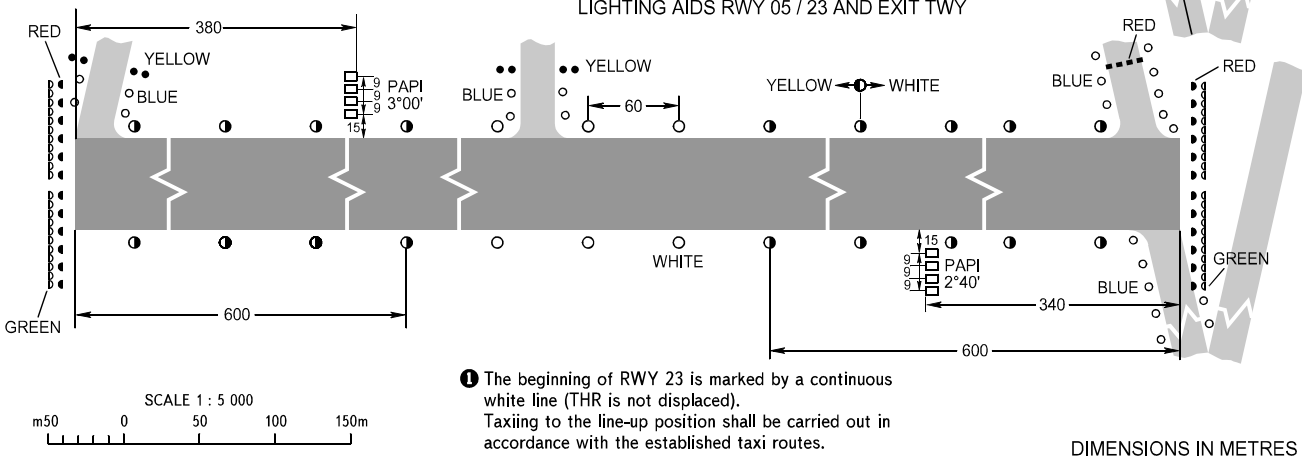 LIGHTING AIDS RWY 05 / 23 AND EXIT TWY
380
RED
YELLOW
BLUE
9
9
9
PAPI
3°00'
15
YELLOW
BLUE
60
YELLOW
WHITE
RED
BLUE
RED
WHITE
15
9
9
9
PAPI
2°40'
BLUE
GREEN
340
600
600
GREEN
SCALE 1 : 5 000
m50 0 50 100 150m
❶ The beginning of RWY 23 is marked by a continuous
white line (THR is not displaced).
Taxiing to the line-up position shall be carried out in
accordance with the established taxi routes.
DIMENSIONS IN METRES